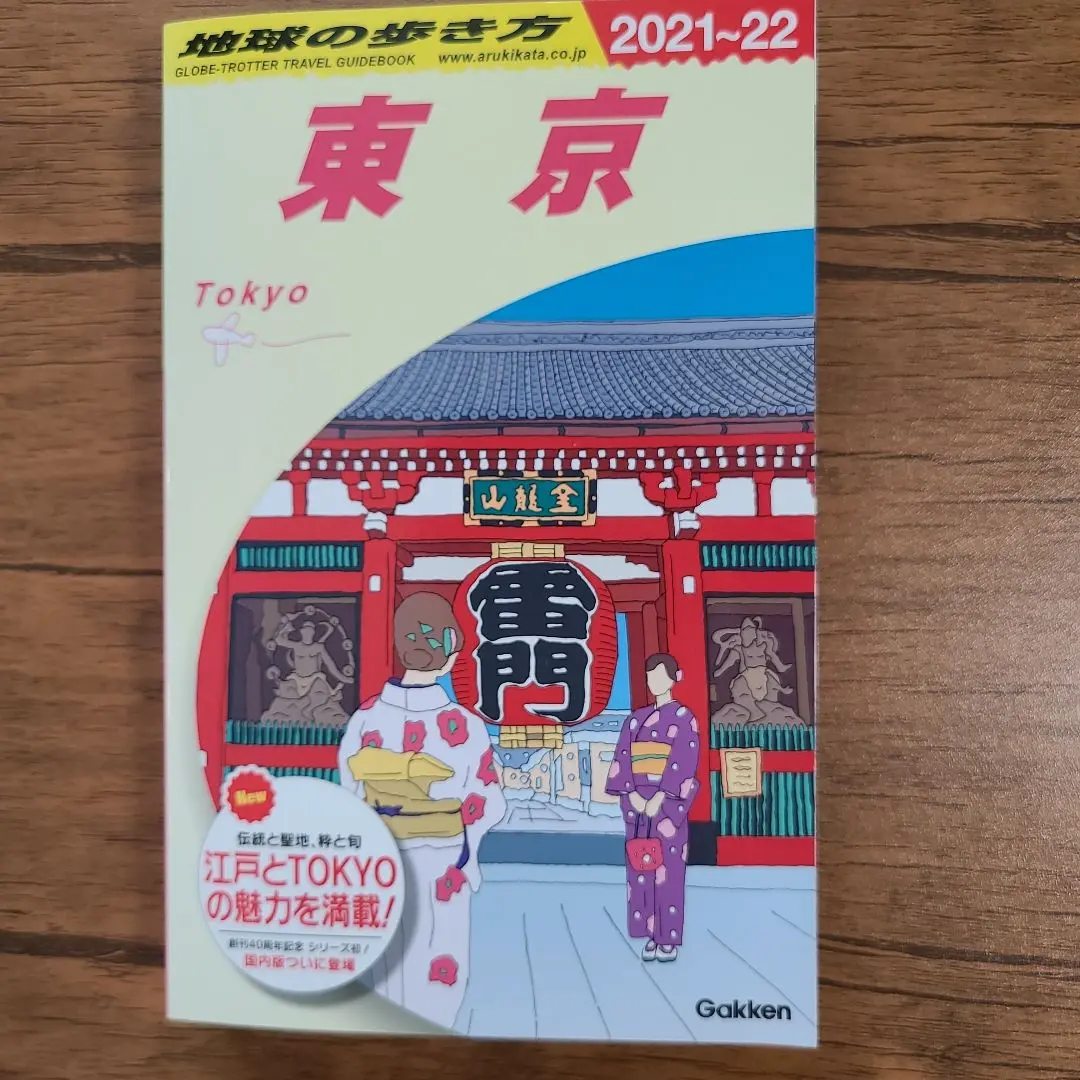 地球の歩き方
GLOBE-TROTTER TRAVEL GUIDEBOOK
www.arukikata.co.jp
2021~22
東京
Tokyo
山龍金
雷門
New
伝統と聖地、粋と旬
江戸とTOKYO
の魅力を満載!
創刊40周年記念 シリーズ初!
国内版ついに登場
Gakken